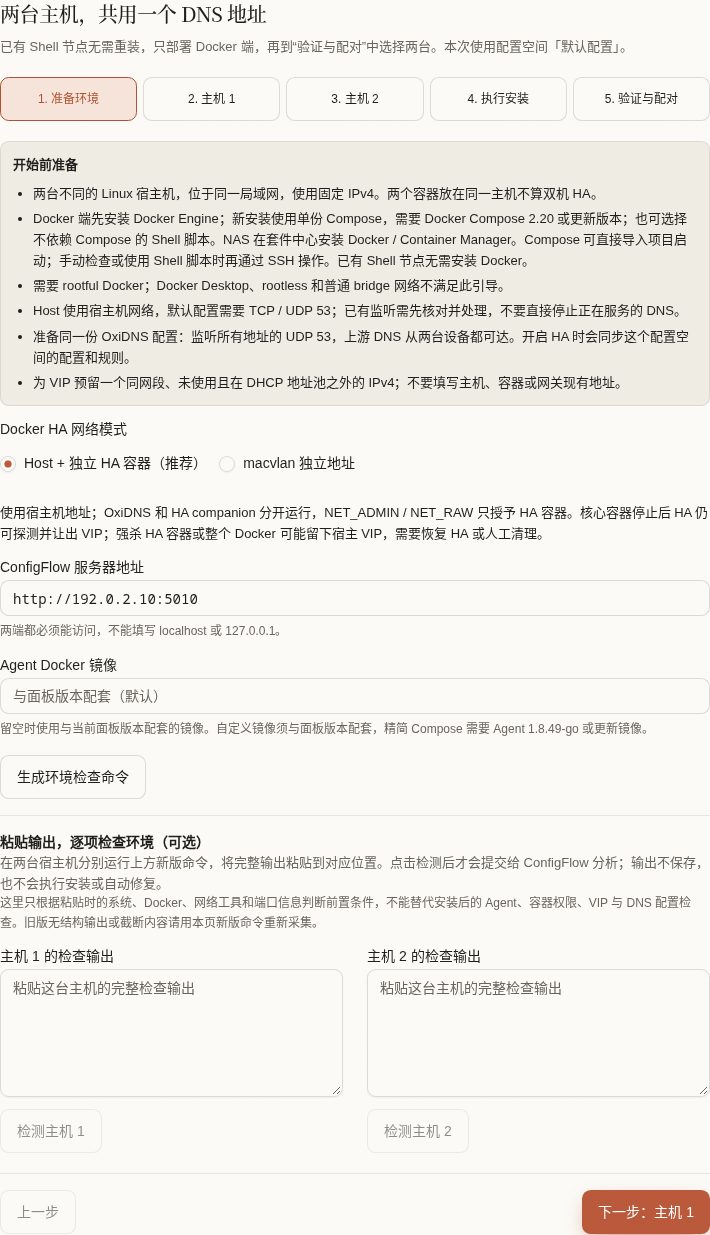 两台主机，共用一个 DNS 地址
已有 Shell 节点无需重装，只部署 Docker 端，再到“验证与配对”中选择两台。本次使用配置空间「默认配置」。
1. 准备环境
2. 主机 1
3. 主机 2
4. 执行安装
5. 验证与配对
开始前准备
• 两台不同的 Linux 宿主机，位于同一局域网，使用固定 IPv4。两个容器放在同一主机不算双机 HA。
• Docker 端先安装 Docker Engine；新安装使用单份 Compose，需要 Docker Compose 2.20 或更新版本；也可选择
不依赖 Compose 的 Shell 脚本。NAS 在套件中心安装 Docker / Container Manager。Compose 可直接导入项目启
动；手动检查或使用 Shell 脚本时再通过 SSH 操作。已有 Shell 节点无需安装 Docker。
• 需要 rootful Docker；Docker Desktop、rootless 和普通 bridge 网络不满足此引导。
• Host 使用宿主机网络，默认配置需要 TCP / UDP 53；已有监听需先核对并处理，不要直接停止正在服务的 DNS。
• 准备同一份 OxiDNS 配置：监听所有地址的 UDP 53，上游 DNS 从两台设备都可达。开启 HA 时会同步这个配置空
间的配置和规则。
• 为 VIP 预留一个同网段、未使用且在 DHCP 地址池之外的 IPv4；不要填写主机、容器或网关现有地址。
Docker HA 网络模式
Host + 独立 HA 容器（推荐）
macvlan 独立地址
使用宿主机地址；OxiDNS 和 HA companion 分开运行，NET_ADMIN / NET_RAW 只授予 HA 容器。核心容器停止后 HA 仍
可探测并让出 VIP；强杀 HA 容器或整个 Docker 可能留下宿主 VIP，需要恢复 HA 或人工清理。
ConfigFlow 服务器地址
http://192.0.2.10:5010
两端都必须能访问，不能填写 localhost 或 127.0.0.1。
Agent Docker 镜像
与面板版本配套（默认）
留空时使用与当前面板版本配套的镜像。自定义镜像须与面板版本配套，精简 Compose 需要 Agent 1.8.49-go 或更新镜像。
生成环境检查命令
粘贴输出，逐项检查环境（可选）
在两台宿主机分别运行上方新版命令，将完整输出粘贴到对应位置。点击检测后才会提交给 ConfigFlow 分析；输出不保存，
也不会执行安装或自动修复。
这里只根据粘贴时的系统、Docker、网络工具和端口信息判断前置条件，不能替代安装后的 Agent、容器权限、VIP 与 DNS 配置检
查。旧版无结构输出或截断内容请用本页新版命令重新采集。
主机 1 的检查输出
主机 2 的检查输出
粘贴这台主机的完整检查输出
粘贴这台主机的完整检查输出
检测主机 1
检测主机 2
上一步
下一步：主机 1